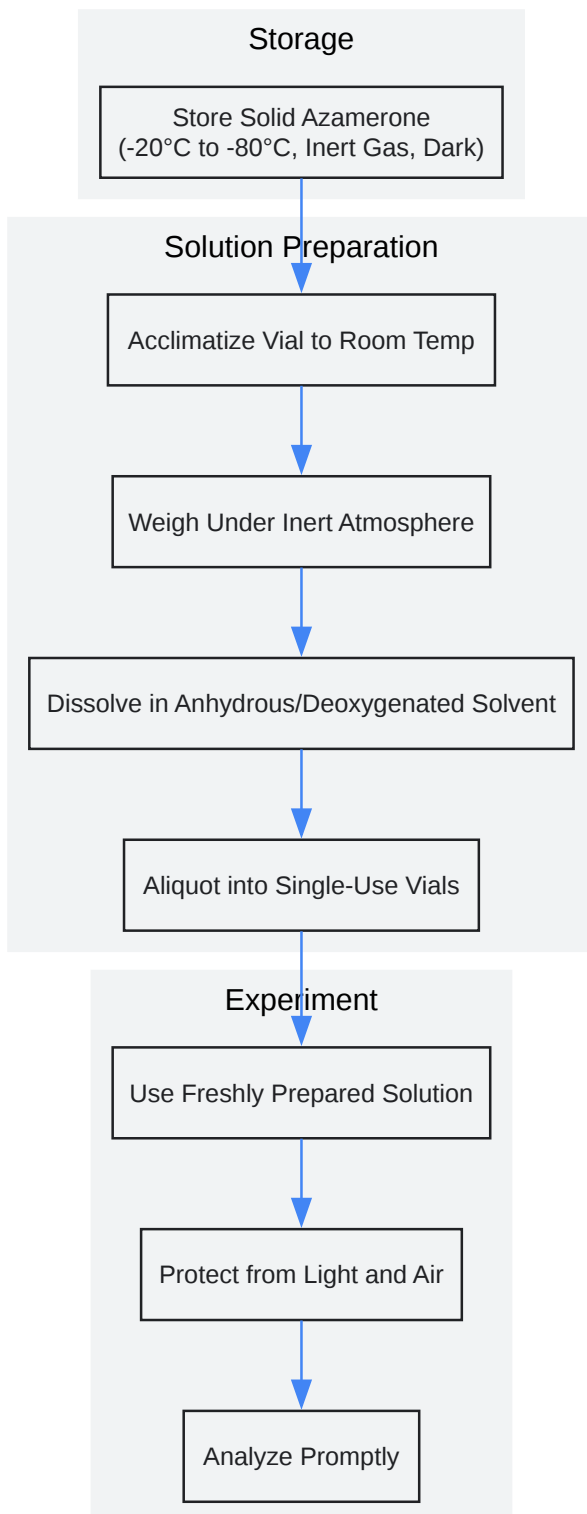 Storage
Store Solid Azamerone
(-20°C to -80°C, Inert Gas, Dark)
Solution Preparation
Acclimatize Vial to Room Temp
Weigh Under Inert Atmosphere
Dissolve in Anhydrous/Deoxygenated Solvent
Aliquot into Single-Use Vials
Experiment
Use Freshly Prepared Solution
Protect from Light and Air
Analyze Promptly